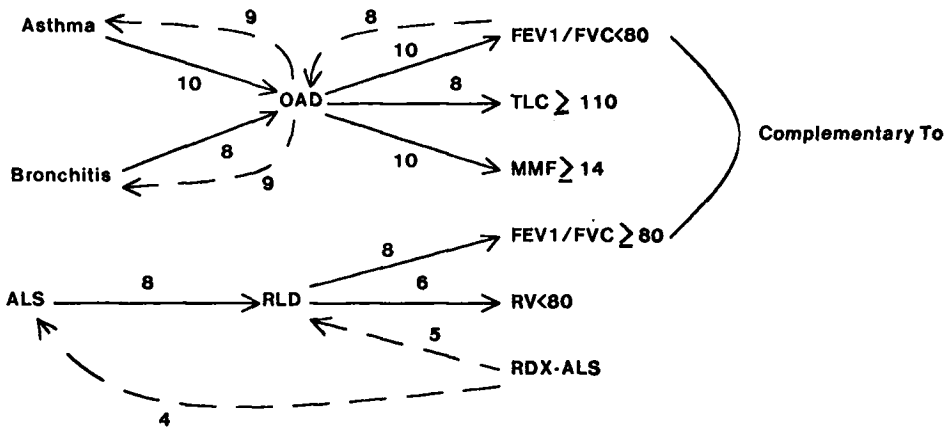 Asthma
9
8
FEV1/FVC<80
10
10
OAD
8
TLC ≥ 110
Complementary To
8
10
MMF ≥ 14
Bronchitis
9
FEV1/FVC ≥ 80
8
ALS
8
RLD
6
RV<80
5
RDX-ALS
4